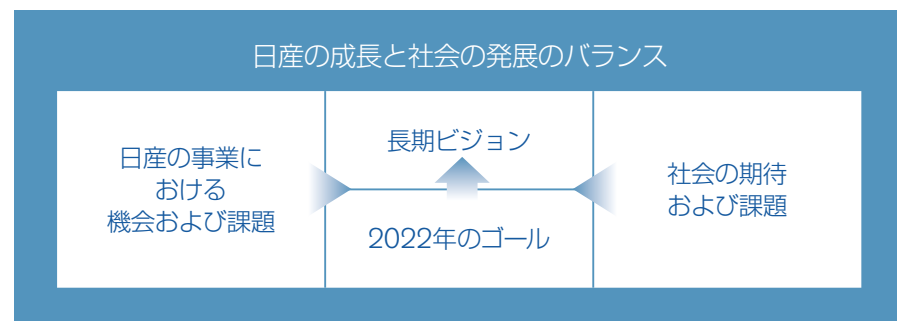 日産の成長と社会の発展のバランス
日産の事業に
おける
機会および課題
長期ビジョン
2022年のゴール
社会の期待
および課題